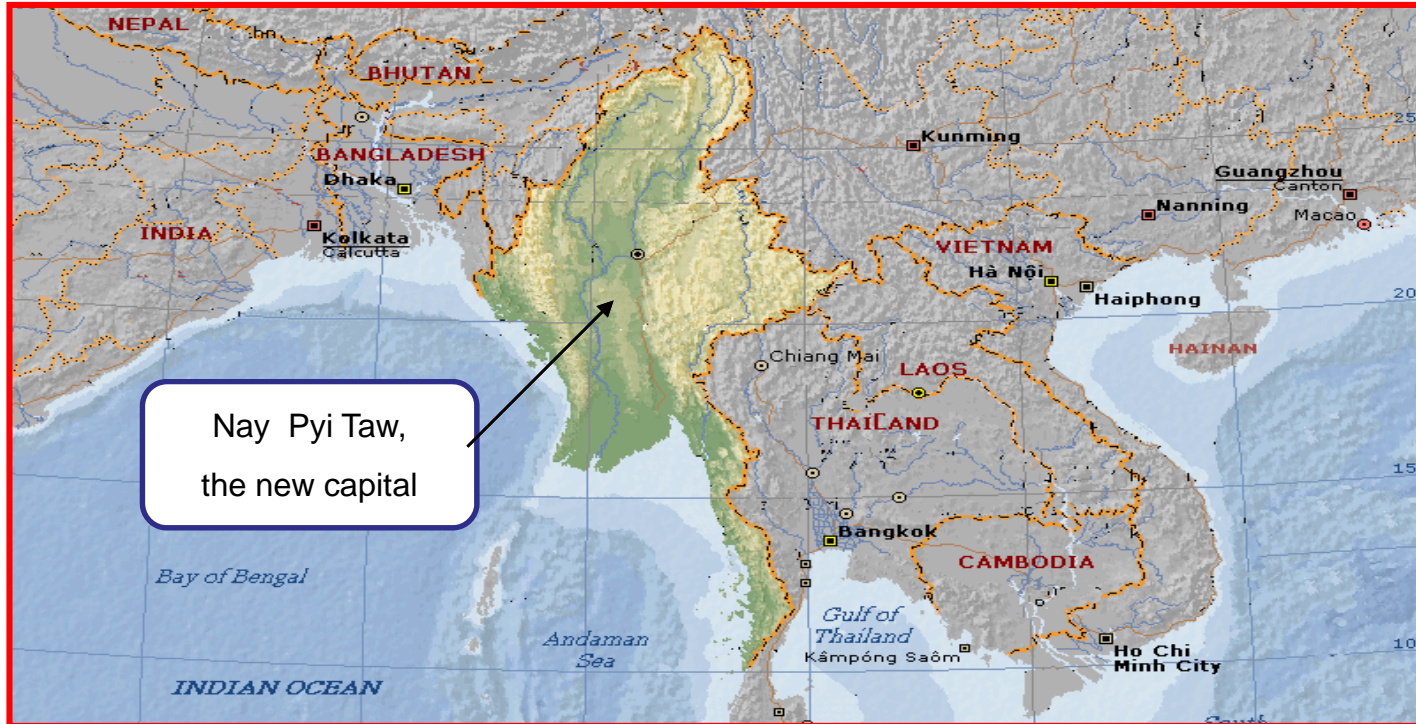 NEPAL
BHUTAN
BANGLADESH
Dhaka
INDIA
Kolkata
Calcutta
Kunming
Guangzhou
Canton
Nanning
Macao
VIETNAM
Hà Nội
Haiphong
25
20
HAINAN
Chiang Mai
LAOS
THAILAND
Nay Pyi Taw,
the new capital
15
Bangkok
CAMBODIA
Bay of Bengal
Andaman
Sea
Gulf of
Thailand
Kâmpóng Saôm
Ho Chi
Minh City
10
INDIAN OCEAN
South